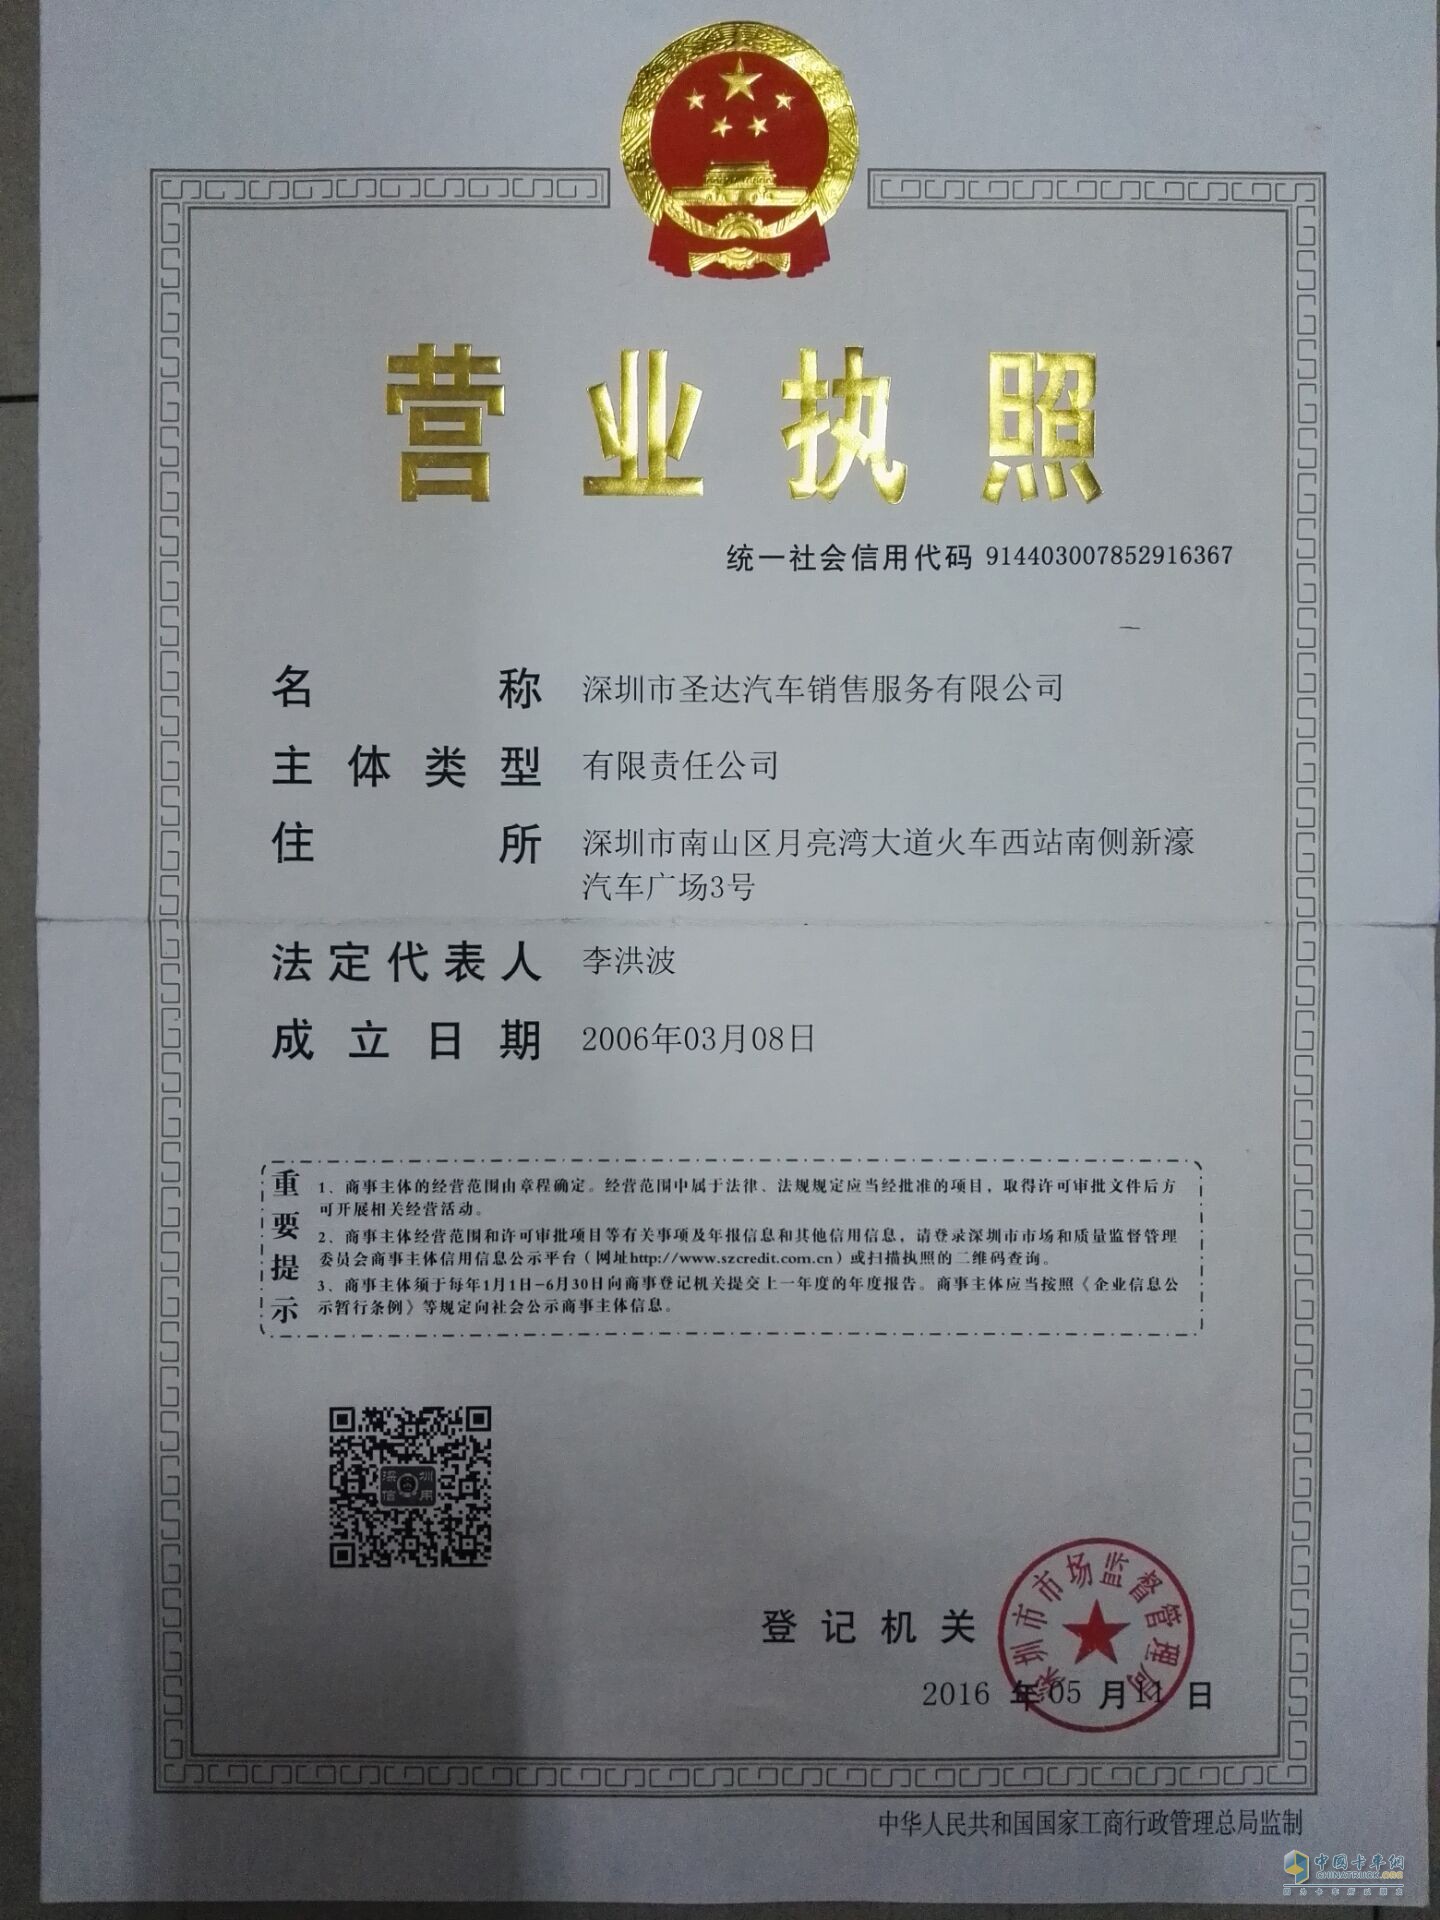 营业执照
统一社会信用代码 914403007852916367
名称 深圳市圣达汽车销售服务有限公司
主体类型 有限责任公司
住所 深圳市南山区月亮湾大道火车西站南侧新濠
汽车广场3号
法定代表人 李洪波
成立日期 2006年03月08日
重要提示
1、商事主体的经营范围由章程确定。经营范围中属于法律、法规规定应当经批准的项目，取得许可审批文件后方
可开展相关经营活动。
2、商事主体经营范围和许可审批项目等有关事项及年报信息和其他信用信息，请登录深圳市市场和质量监督管理
委员会商事主体信用信息公示平台（网址http://www.szcredit.com.cn）或扫描执照的二维码查询。
3、商事主体须于每年1月1日-6月30日向商事登记机关提交上一年度的年度报告。商事主体应当按照《企业信息公
示暂行条例》等规定向社会公示商事主体信息。
深圳
信用
登记机关
深圳市市场监督管理局
2016 年 05 月 11 日
中华人民共和国国家工商行政管理总局监制
中国卡车网
CHINATRUCK.ORG